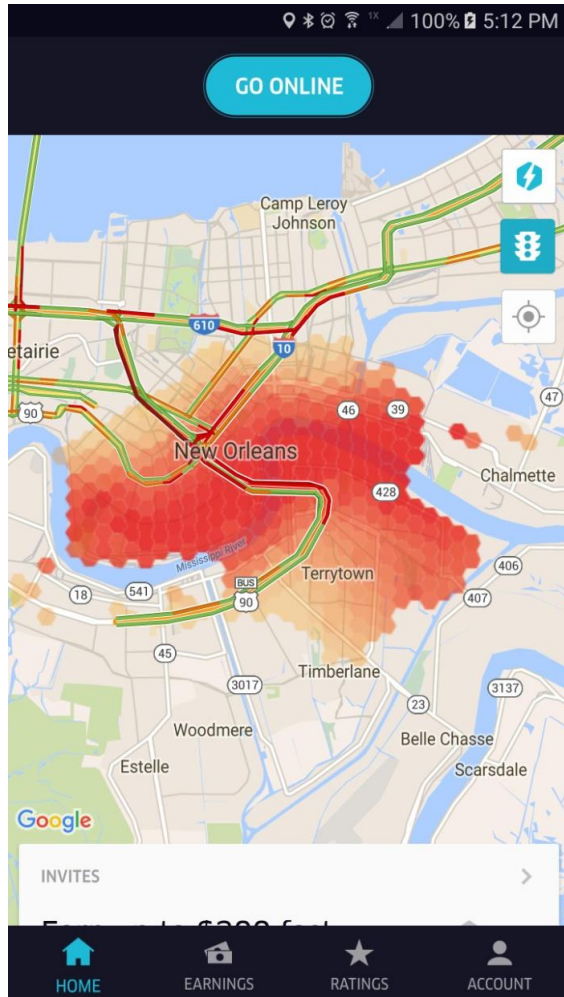 1X 100% 5:12 PM
GO ONLINE
Camp Leroy
Johnson
610
etairie
10
90
47
46
39
New Orleans
Chalmette
428
Mississippi River
406
Terrytown
BUS
90
18
541
407
45
Timberlane
3017
3137
23
Woodmere
Belle Chasse
Estelle
Scarsdale
Google
INVITES
HOME
EARNINGS
RATINGS
ACCOUNT